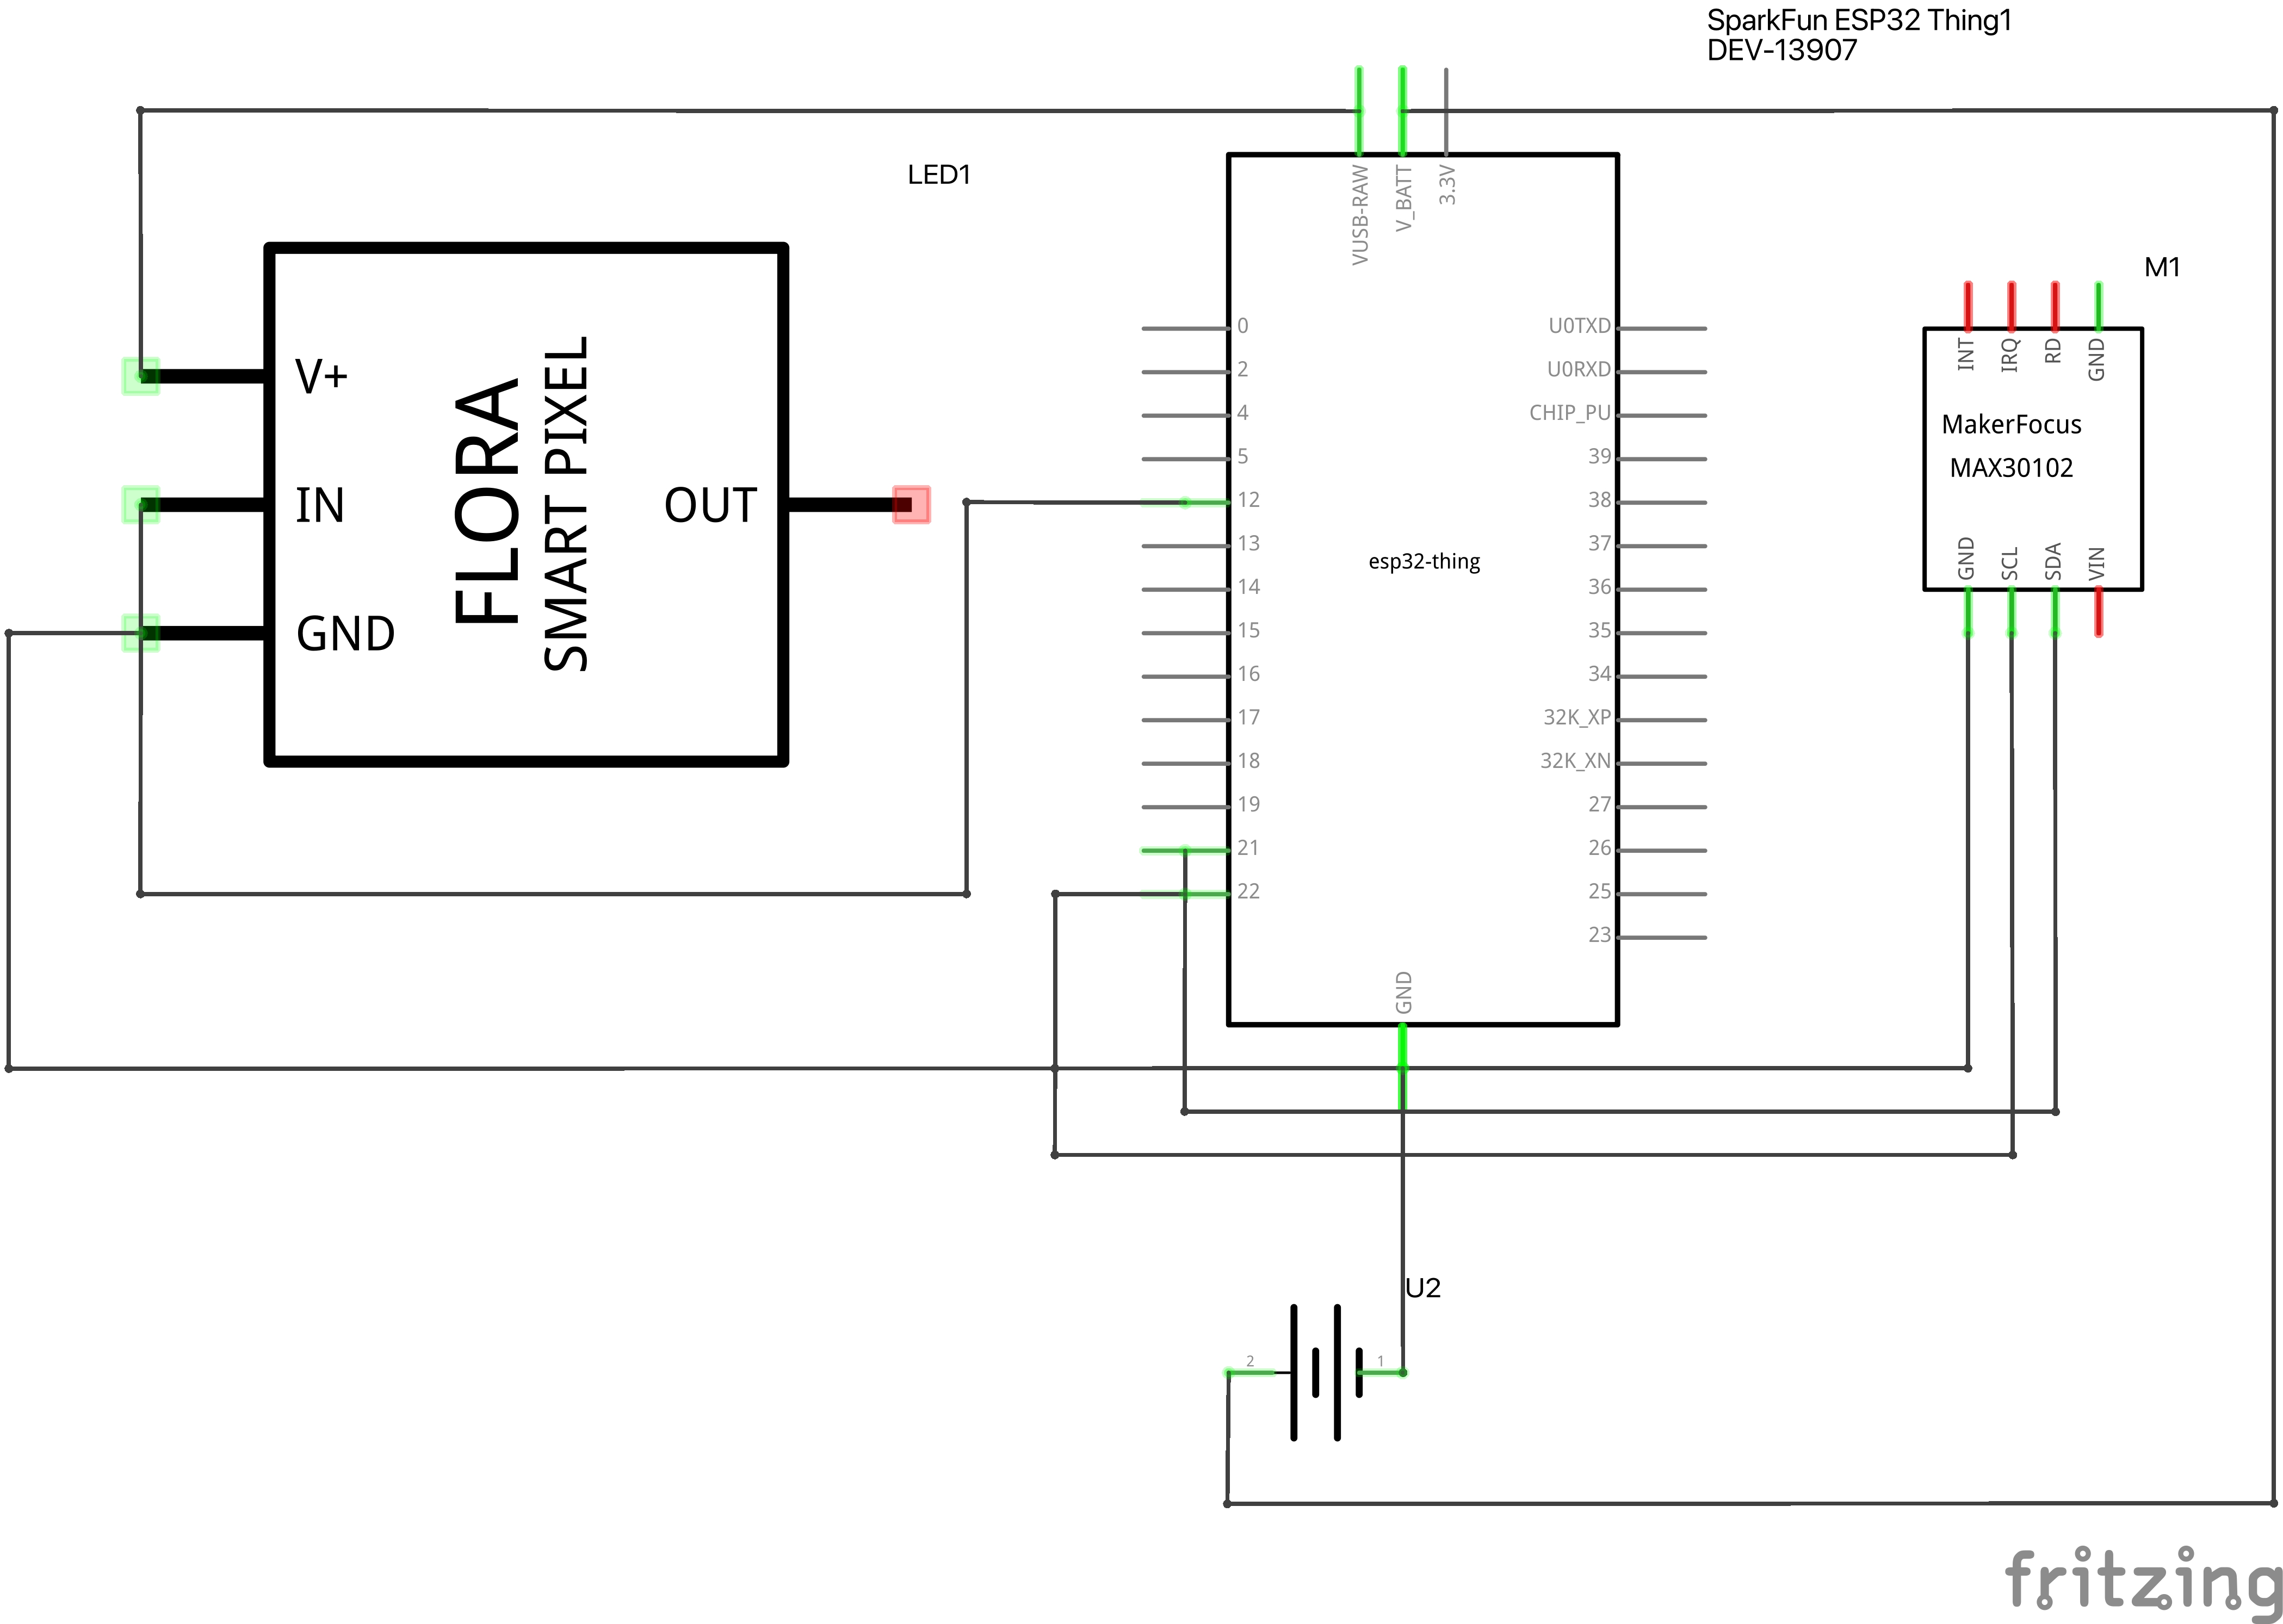 SparkFun ESP32 Thing1
DEV-13907
LED1
VUSB-RAW
V_BATT
3.3V
M1
V+
IN
GND
FLORA
SMART PIXEL
OUT
0
2
4
5
12
13
14
15
16
17
18
19
21
22
esp32-thing
U0TXD
U0RXD
CHIP_PU
39
38
37
36
35
34
32K_XP
32K_XN
27
26
25
23
GND
INT
IRQ
RD
GND
MakerFocus
MAX30102
GND
SCL
SDA
VIN
U2
2
1
fritzing